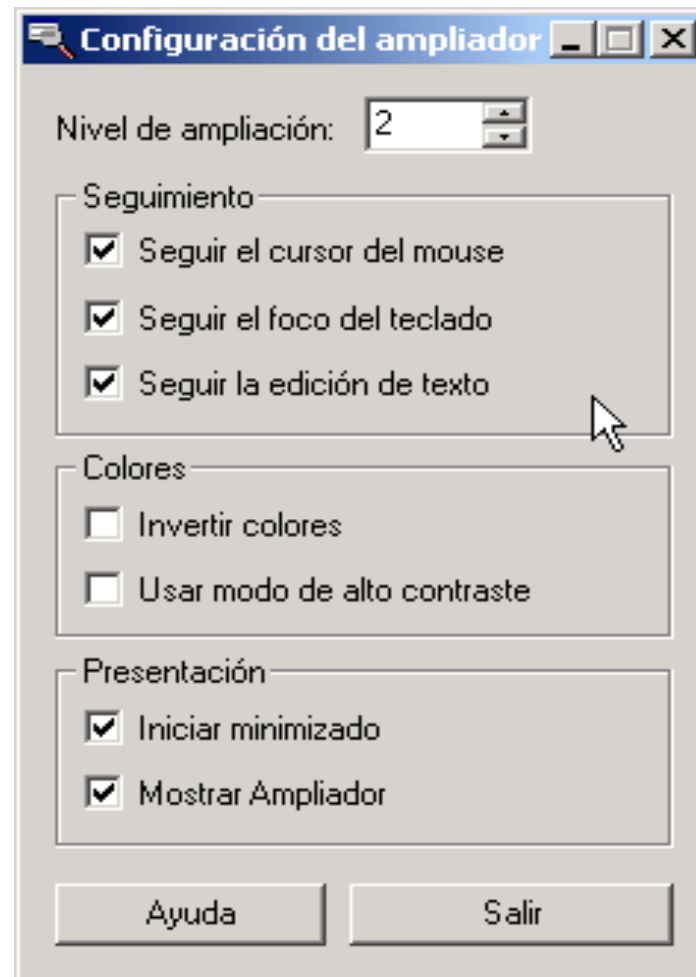 Configuración del ampliador
Nivel de ampliación: 2
Seguimiento
Seguir el cursor del mouse
Seguir el foco del teclado
Seguir la edición de texto
Colores
Invertir colores
Usar modo de alto contraste
Presentación
Iniciar minimizado
Mostrar Ampliador
Ayuda Salir